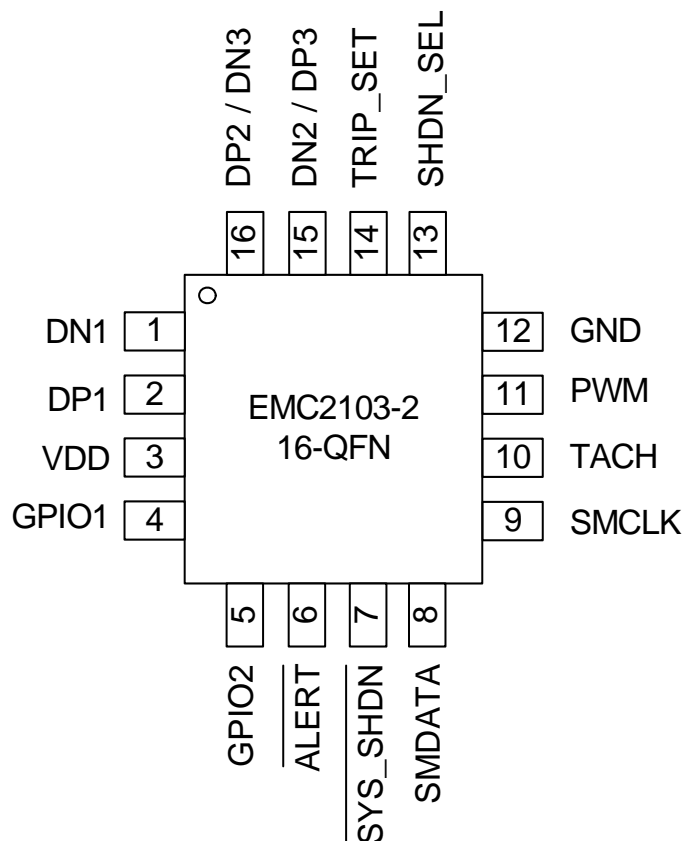 DP2 / DN3
DN2 / DP3
TRIP_SET
SHDN_SEL
16
15
14
13
DN1 1
DP1 2
VDD 3
GPIO1 4
EMC2103-2
16-QFN
12 GND
11 PWM
10 TACH
9 SMCLK
5
6
7
8
GPIO2
ALERT
SYS_SHDN
SMDATA